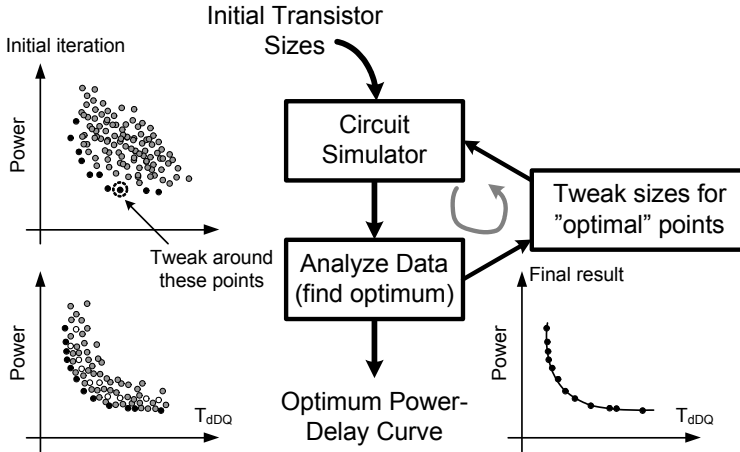 Initial Transistor
Sizes
Initial iteration
Power
Circuit
Simulator
Tweak sizes for
”optimal” points
Tweak around
these points
Analyze Data
(find optimum)
Final result
Power
T_dDQ
Optimum Power-
Delay Curve
Power
T_dDQ